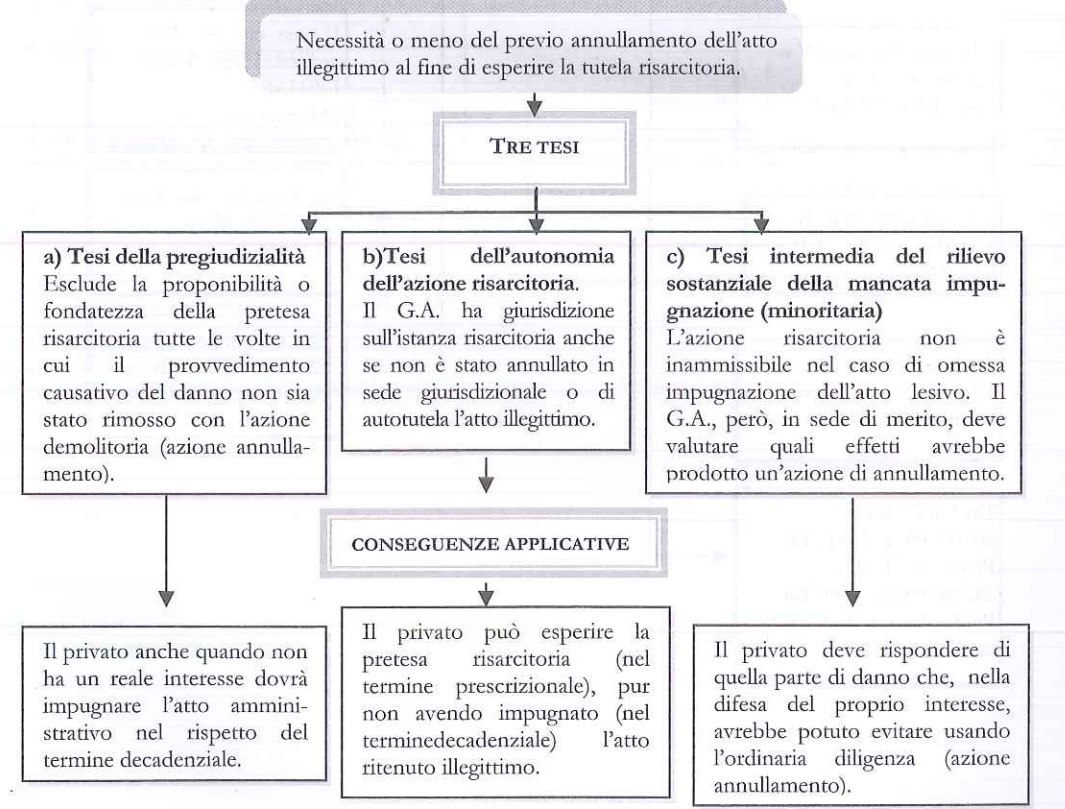 Necessità o meno del previo annullamento dell'atto
illegittimo al fine di esperire la tutela risarcitoria.
TRE TESI
a) Tesi della pregiudizialità
Esclude la proponibilità o
fondatezza della pretesa
risarcitoria tutte le volte in
cui il provvedimento
causativo del danno non sia
stato rimosso con l'azione
demolitoria (azione annulla-
mento).
b)Tesi dell'autonomia
dell'azione risarcitoria.
Il G.A. ha giurisdizione
sull'istanza risarcitoria anche
se non è stato annullato in
sede giurisdizionale o di
autotutela l'atto illegittimo.
c) Tesi intermedia del rilievo
sostanziale della mancata impu-
gnazione (minoritaria)
L'azione risarcitoria non è
inammissibile nel caso di omessa
impugnazione dell'atto lesivo. Il
G.A., però, in sede di merito, deve
valutare quali effetti avrebbe
prodotto un'azione di annullamento.
CONSEGUENZE APPLICATIVE
Il privato anche quando non
ha un reale interesse dovrà
impugnare l'atto ammini-
strativo nel rispetto del
termine decadenziale.
Il privato può esperire la
pretesa risarcitoria (nel
termine prescrizionale), pur
non avendo impugnato (nel
terminedecadenziale) l'atto
ritenuto illegittimo.
Il privato deve rispondere di
quella parte di danno che, nella
difesa del proprio interesse,
avrebbe potuto evitare usando
l'ordinaria diligenza (azione
annullamento).